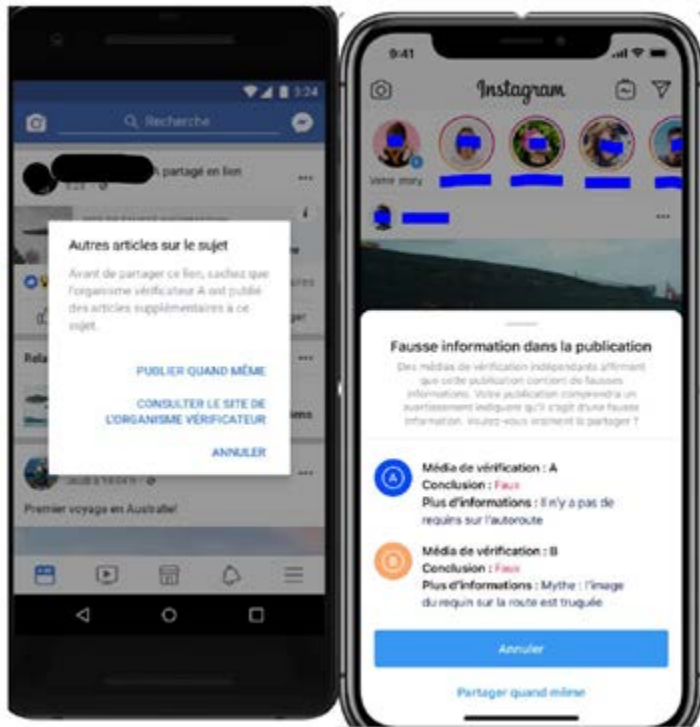 3:24
Recherche
A partagé en lien
Autres articles sur le sujet
Avant de partager ce lien, sachez que
l'organisme vérificateur A ont publié
des articles supplémentaires à ce
sujet.
PUBLIER QUAND MÊME
CONSULTER LE SITE DE
L'ORGANISME VÉRIFICATEUR
ANNULER
Rela
Premier voyage en Australie!
9:41
Instagram
Votre story
Fausse information dans la publication
Des médias de vérification indépendants affirment
que cette publication contient de fausses
informations. Votre publication comprendra un
avertissement indiquant qu'il s'agit d'une fausse
information. Voulez-vous vraiment la partager ?
A
Média de vérification : A
Conclusion : Faux
Plus d'informations : Il n'y a pas de
requins sur l'autoroute
B
Média de vérification : B
Conclusion : Faux
Plus d'informations : Mythe : l'image
du requin sur la route est truquée
Annuler
Partager quand même